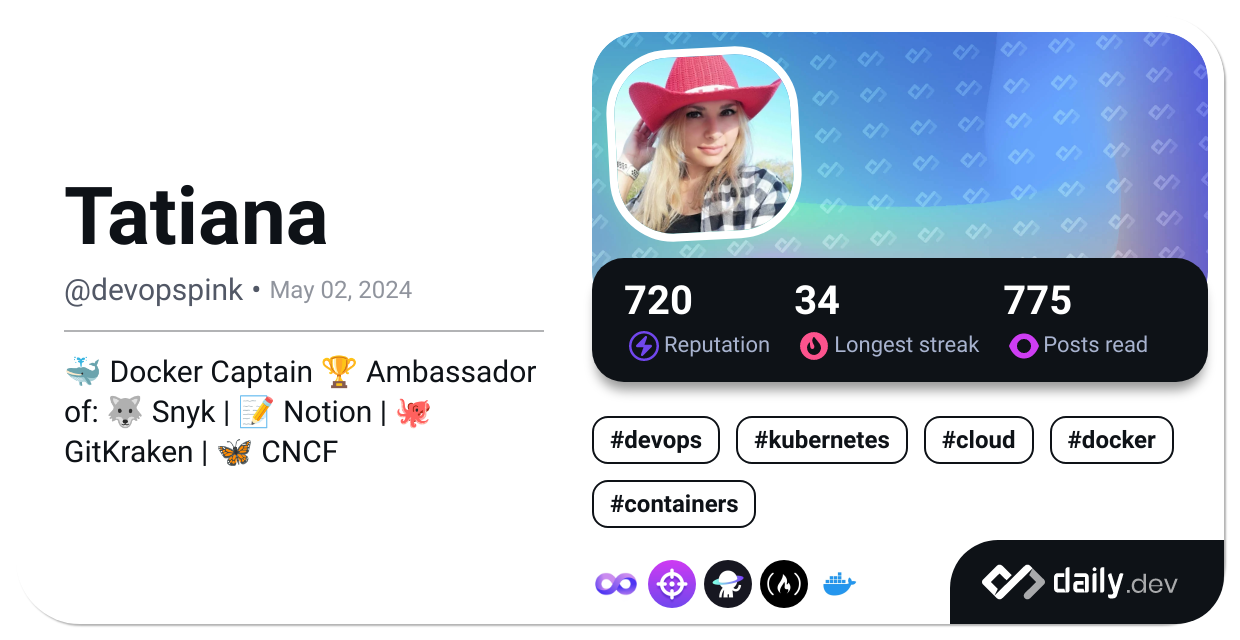 Tatiana
@devopspink • May 02, 2024
🐳 Docker Captain 🏆 Ambassador
of: 🐺 Snyk | 📝 Notion | 🐙
GitKraken | 🦋 CNCF
720 34 775
Reputation Longest streak Posts read
#devops #kubernetes #cloud #docker
#containers
daily.dev